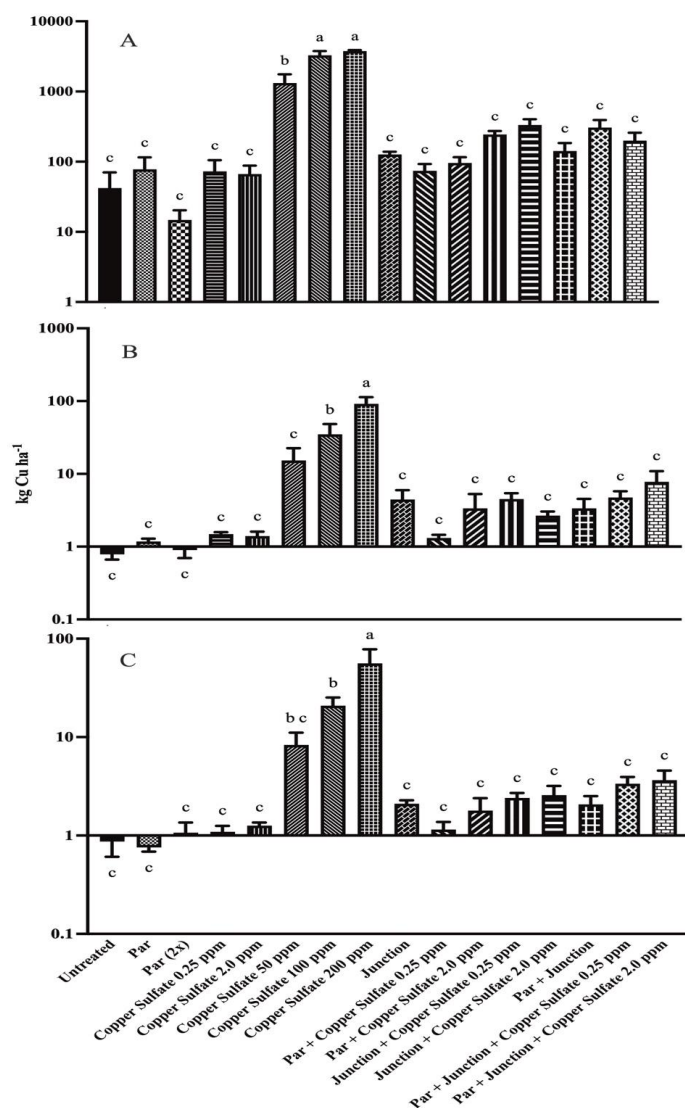 A
10000
1000
100
10
1
c c c c c b a a c c c c c c c c
B
1000
100
10
1
0.1
c c c c c c b a c c c c c c c c
kg Cu ha-1
C
100
10
1
0.1
c c c c c b c b a c c c c c c c c
Untreated
Par
Par (2x)
Copper Sulfate 0.25 ppm
Copper Sulfate 2.0 ppm
Copper Sulfate 50 ppm
Copper Sulfate 100 ppm
Copper Sulfate 200 ppm
Junction
Par + Copper Sulfate 0.25 ppm
Par + Copper Sulfate 2.0 ppm
Junction + Copper Sulfate 0.25 ppm
Junction + Copper Sulfate 2.0 ppm
Par + Junction
Par + Junction + Copper Sulfate 0.25 ppm
Par + Junction + Copper Sulfate 2.0 ppm